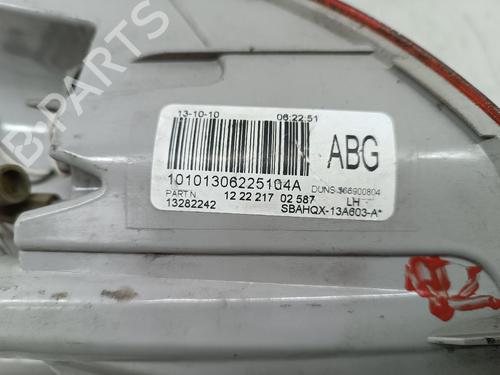 B-PARTS
13-10-10 06:22:51
ABG
10101306225104A
DUNS 366900804
PART N. 12 22 217 02 587 LH
13282242 SBAHQX-13A603-A*